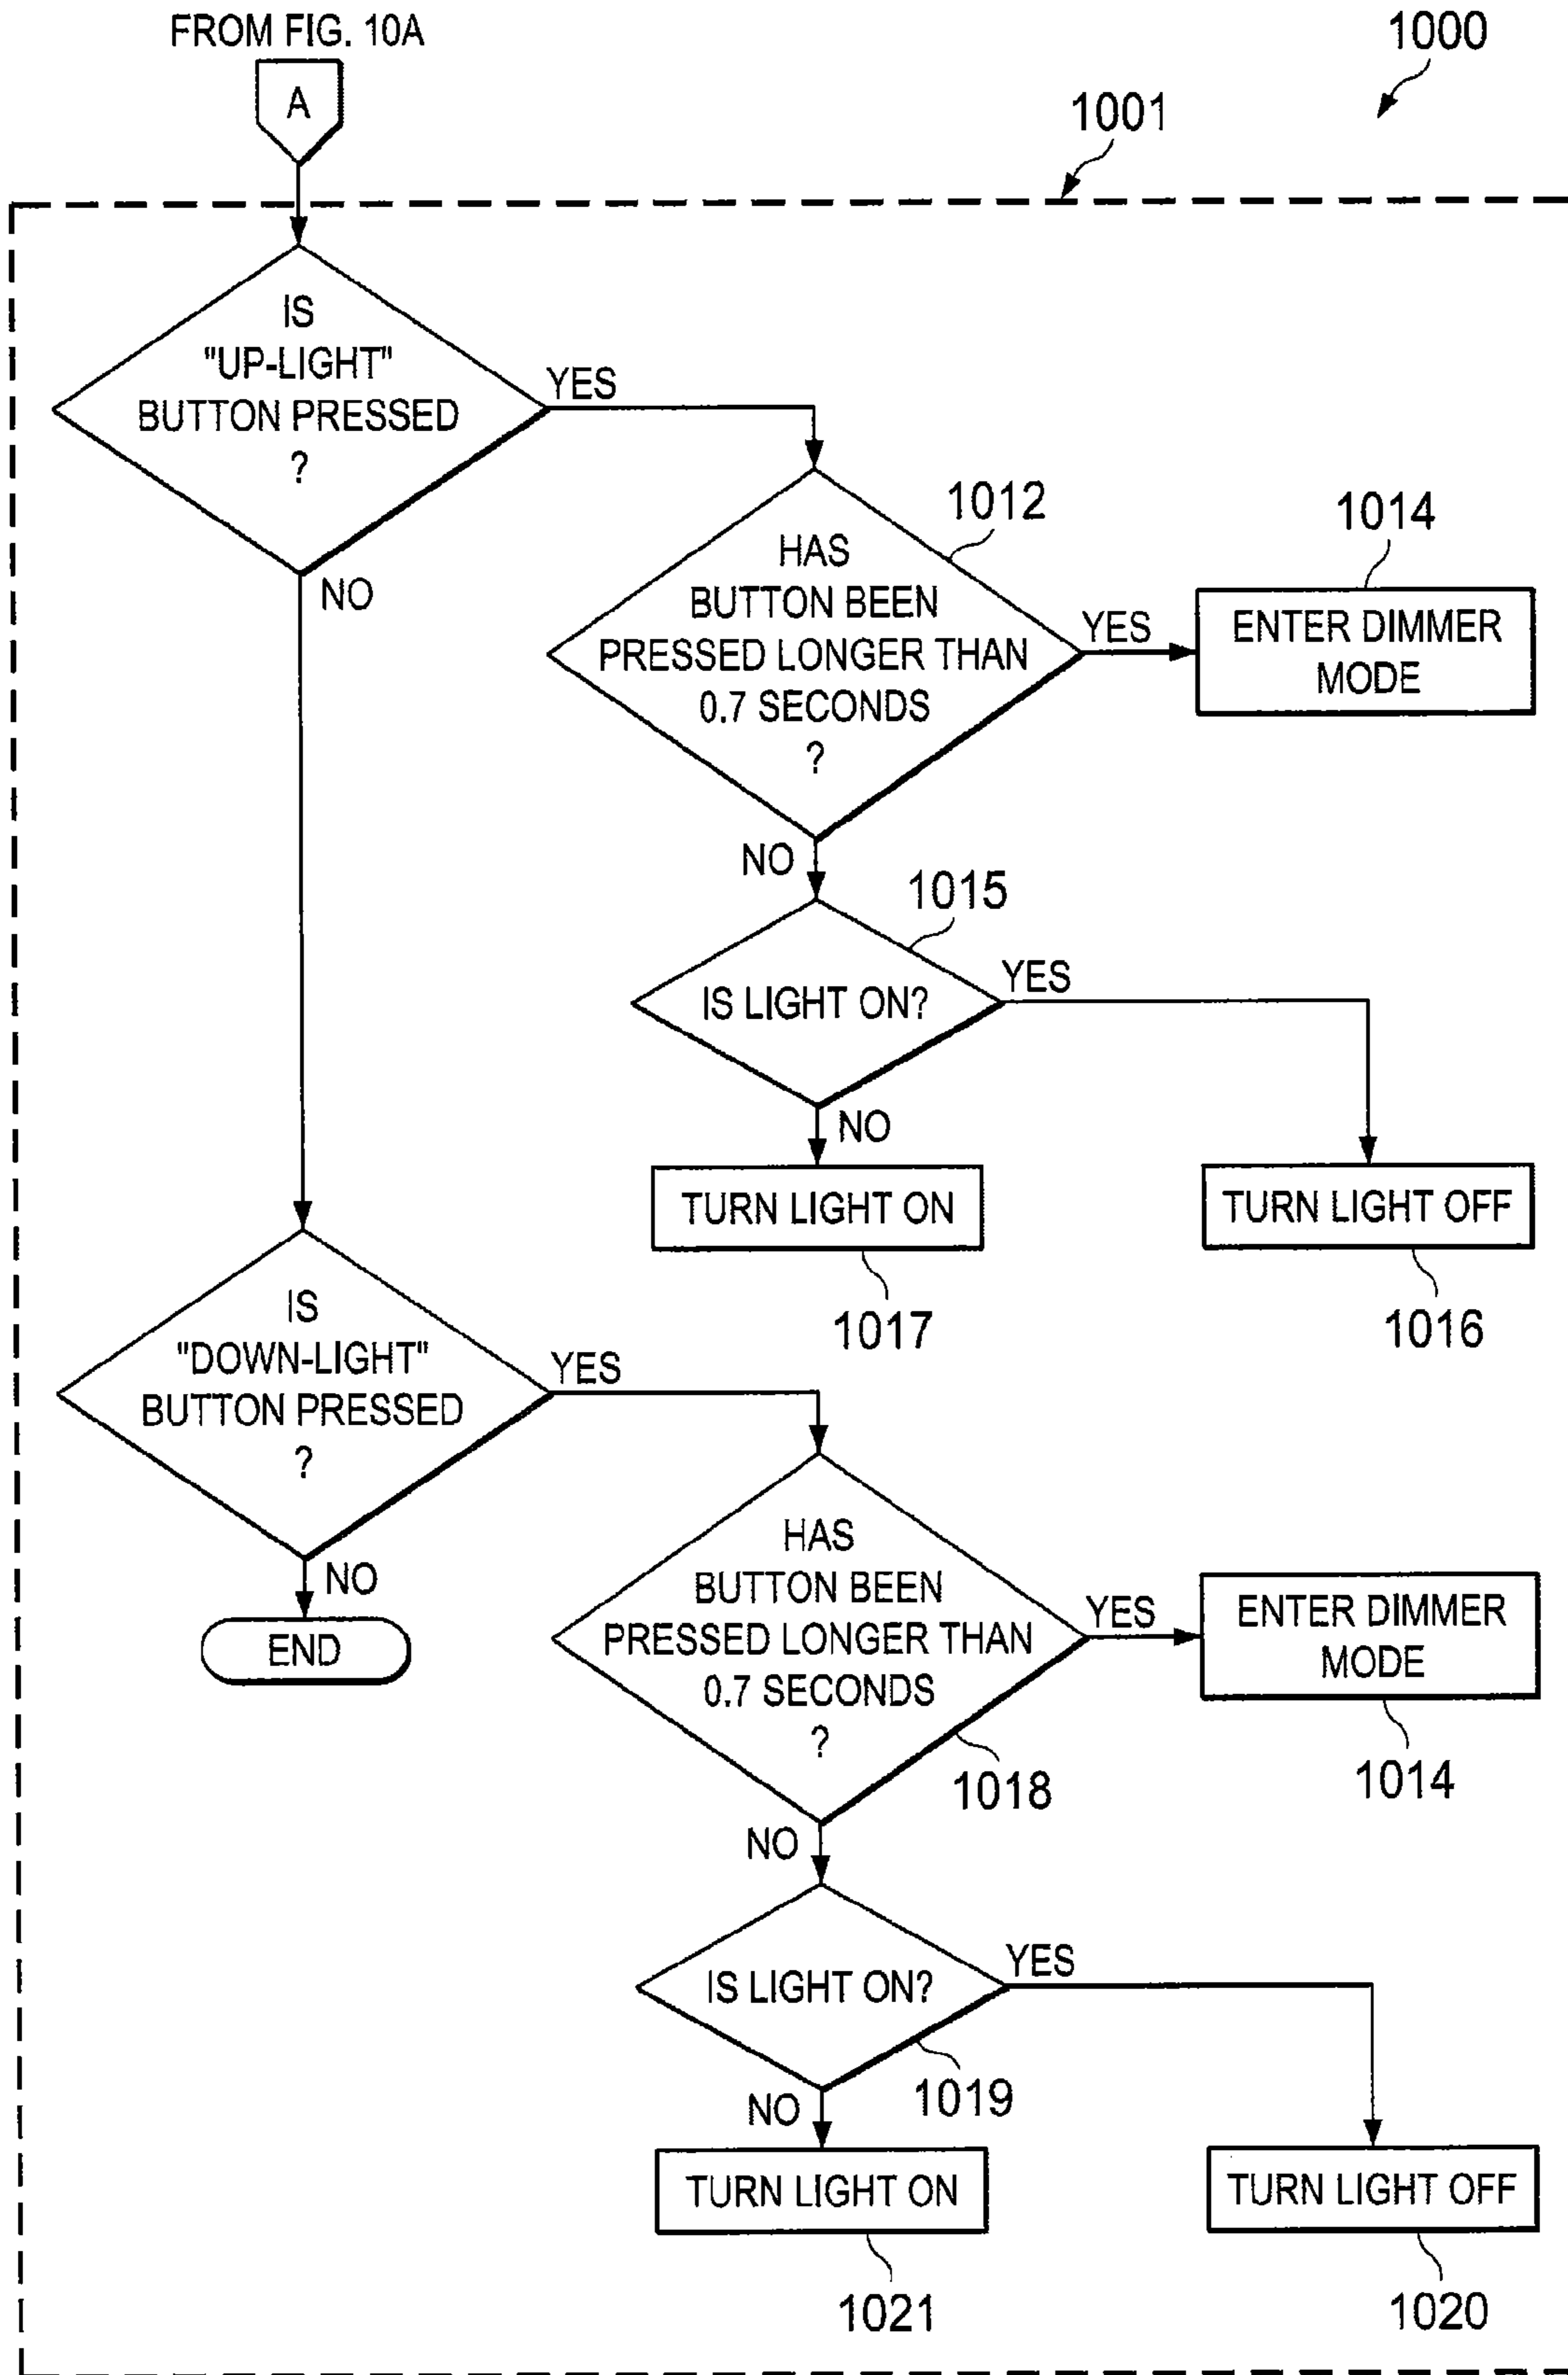 FROM FIG. 10A
1000
A
1001
IS
"UP-LIGHT"
BUTTON PRESSED
?
YES
NO
1012
HAS
BUTTON BEEN
PRESSED LONGER THAN
0.7 SECONDS
?
YES
1014
ENTER DIMMER
MODE
NO
1015
IS LIGHT ON?
YES
NO
TURN LIGHT ON
1017
TURN LIGHT OFF
1016
IS
"DOWN-LIGHT"
BUTTON PRESSED
?
YES
NO
END
HAS
BUTTON BEEN
PRESSED LONGER THAN
0.7 SECONDS
?
1018
YES
ENTER DIMMER
MODE
1014
NO
IS LIGHT ON?
1019
YES
NO
TURN LIGHT ON
1021
TURN LIGHT OFF
1020